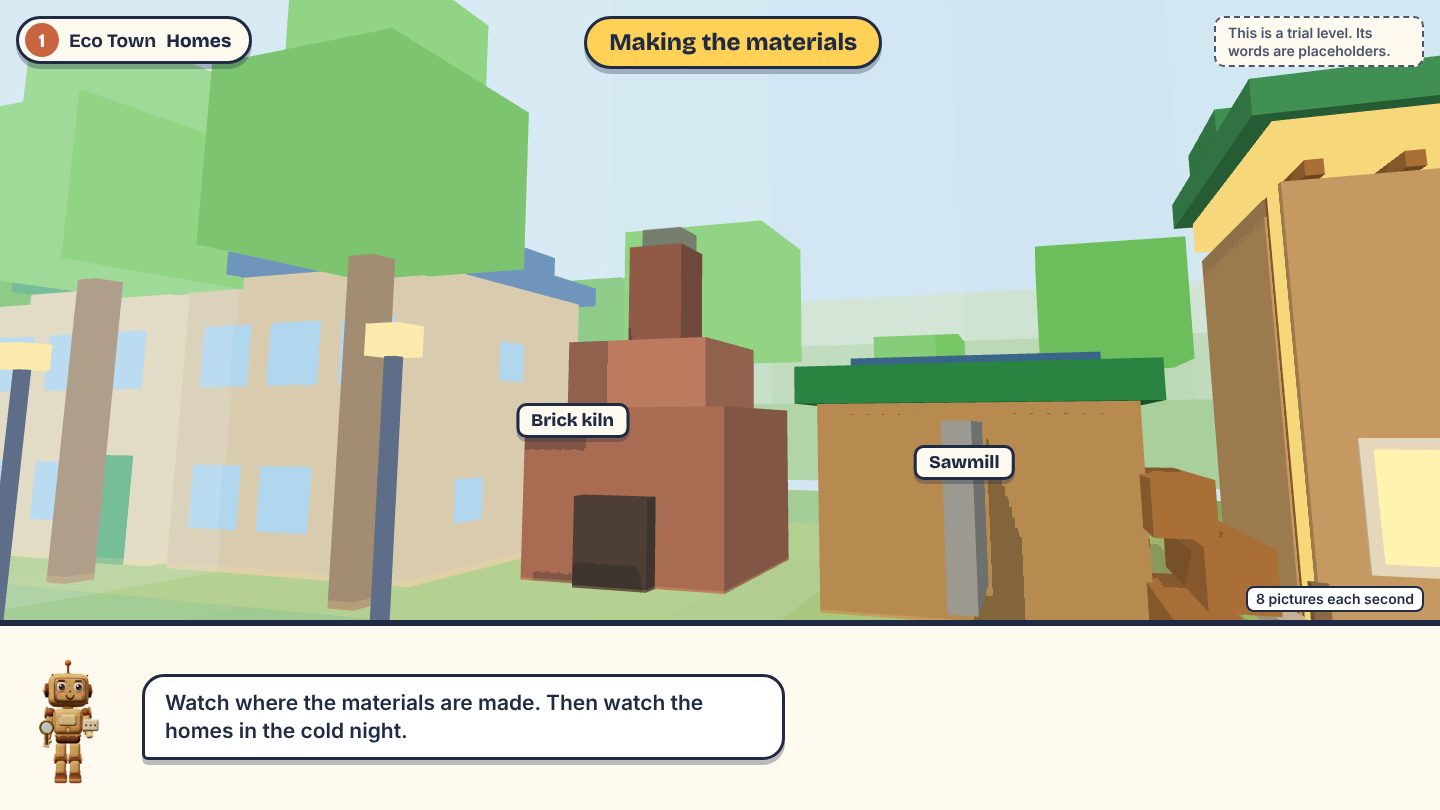 1 Eco Town Homes
Making the materials
This is a trial level. Its
words are placeholders.
Brick kiln
Sawmill
8 pictures each second
Watch where the materials are made. Then watch the
homes in the cold night.